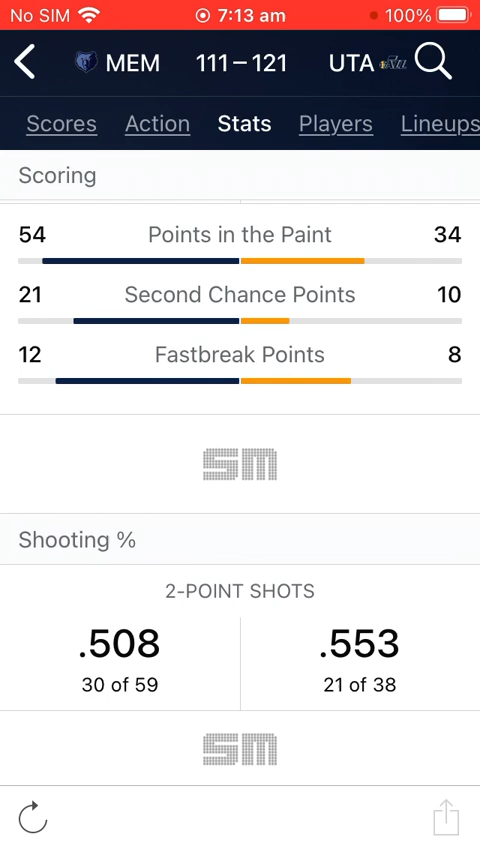 No SIM 7:13 am 100%
MEM 111–121 UTA
Scores Action Stats Players Lineups
Scoring
54 Points in the Paint 34
21 Second Chance Points 10
12 Fastbreak Points 8
SM
Shooting %
2-POINT SHOTS
.508 .553
30 of 59 21 of 38
SM